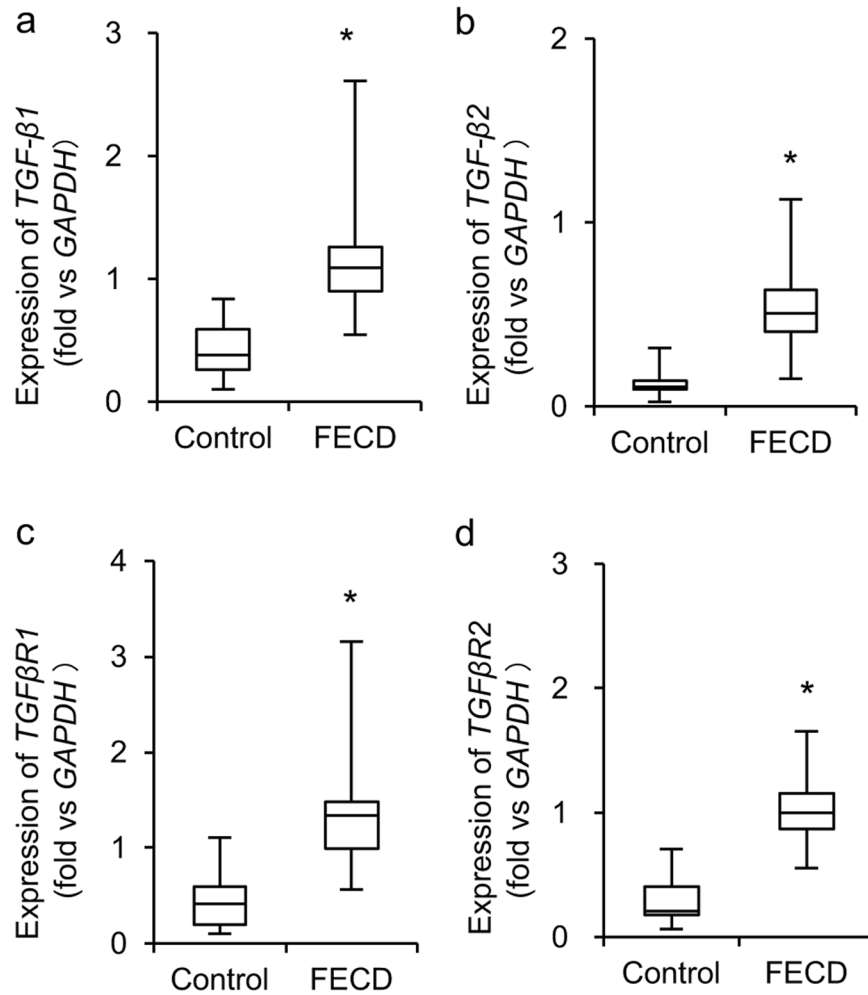 a
Expression of TGF-β1
(fold vs GAPDH)
3
2
1
0
*
Control
FECD
b
Expression of TGF-β2
(fold vs GAPDH )
2
1
0
*
Control
FECD
c
Expression of TGFβR1
(fold vs GAPDH )
4
3
2
1
0
*
Control
FECD
d
Expression of TGFβR2
(fold vs GAPDH )
3
2
1
0
*
Control
FECD